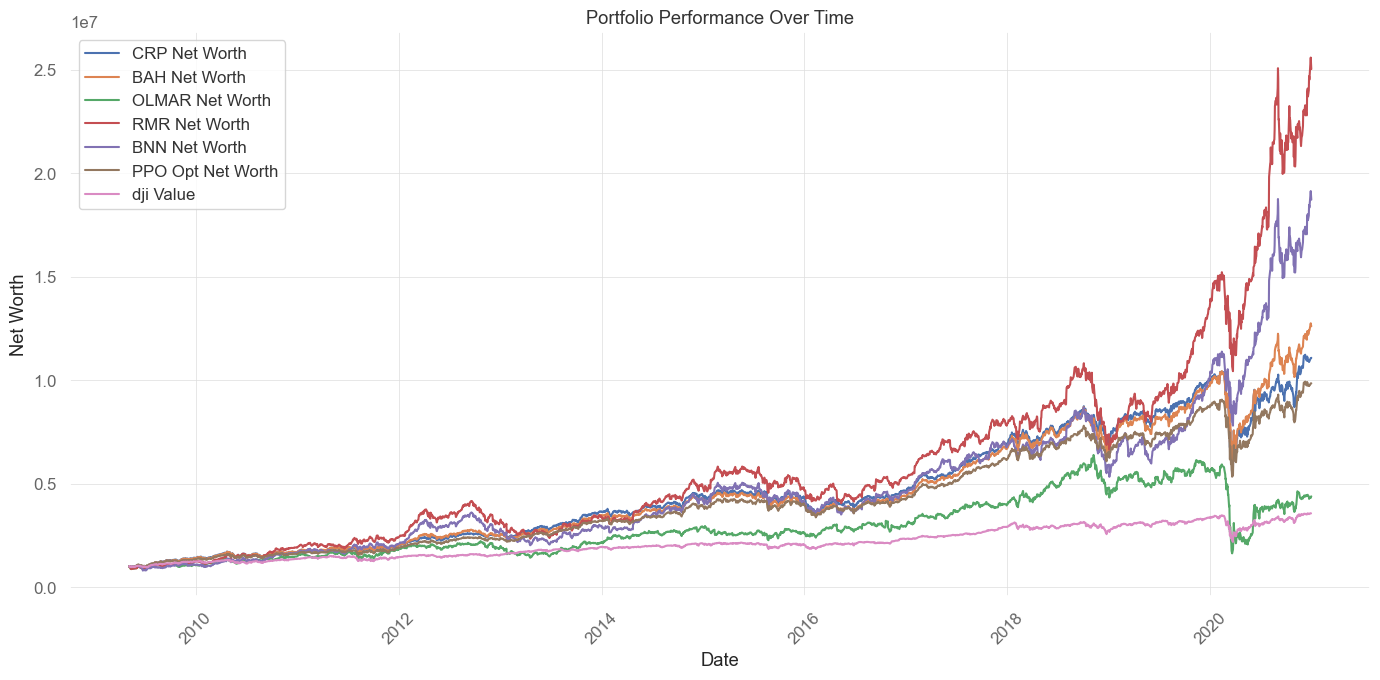 Portfolio Performance Over Time
1e7
CRP Net Worth
BAH Net Worth
OLMAR Net Worth
RMR Net Worth
BNN Net Worth
PPO Opt Net Worth
dji Value
2.5
2.0
1.5
1.0
0.5
0.0
Net Worth
2010
2012
2014
2016
2018
2020
Date